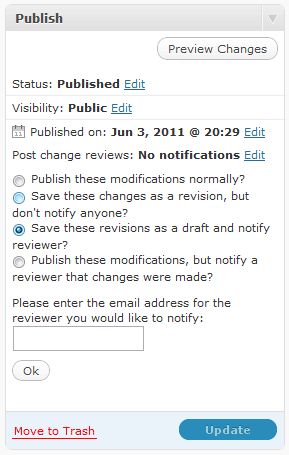 Publish
Preview Changes
Status: Published Edit
Visibility: Public Edit
11 Published on: Jun 3, 2011 @ 20:29 Edit
Post change reviews: No notifications Edit
Publish these modifications normally?
Save these changes as a revision, but
don't notify anyone?
Save these revisions as a draft and notify
reviewer?
Publish these modifications, but notify a
reviewer that changes were made?
Please enter the email address for the
reviewer you would like to notify:
Ok
Move to Trash
Update